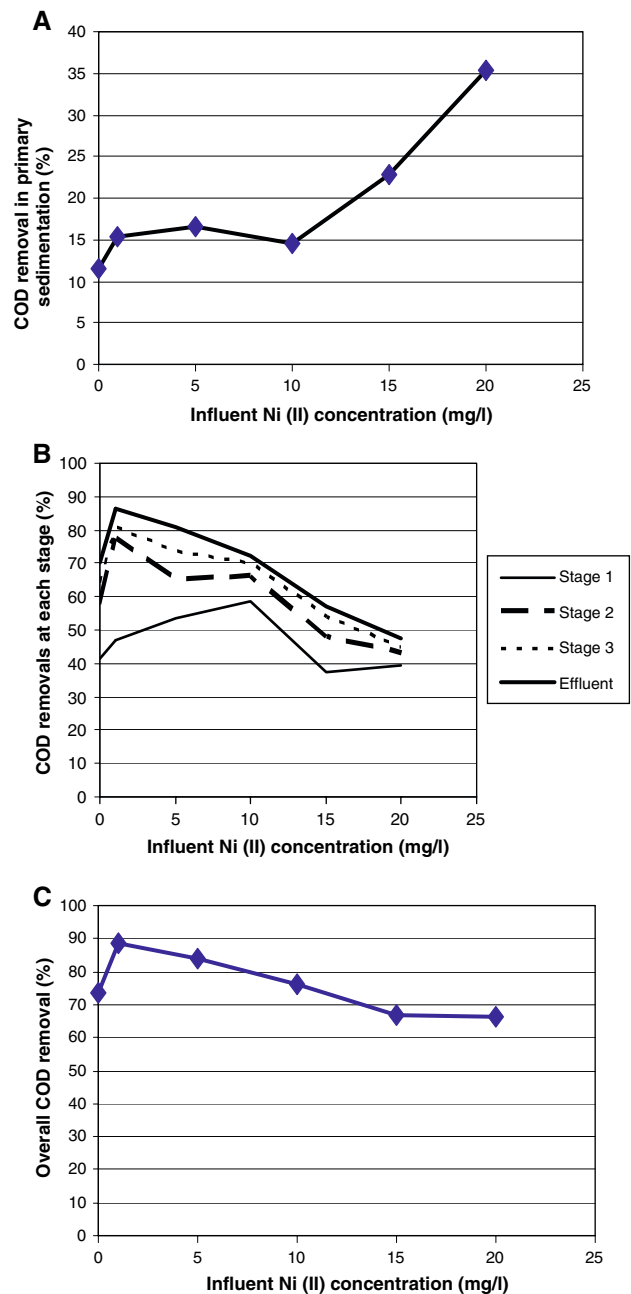 A
COD removal in primary
sedimentation (%)
40
35
30
25
20
15
10
5
0
0 5 10 15 20 25
Influent Ni (II) concentration (mg/l)
B
COD removals at each stage (%)
100
90
80
70
60
50
40
30
20
10
0
0 5 10 15 20 25
Influent Ni (II) concentration (mg/l)
Stage 1
Stage 2
Stage 3
Effluent
C
Overall COD removal (%)
100
90
80
70
60
50
40
30
20
10
0
0 5 10 15 20 25
Influent Ni (II) concentration (mg/l)